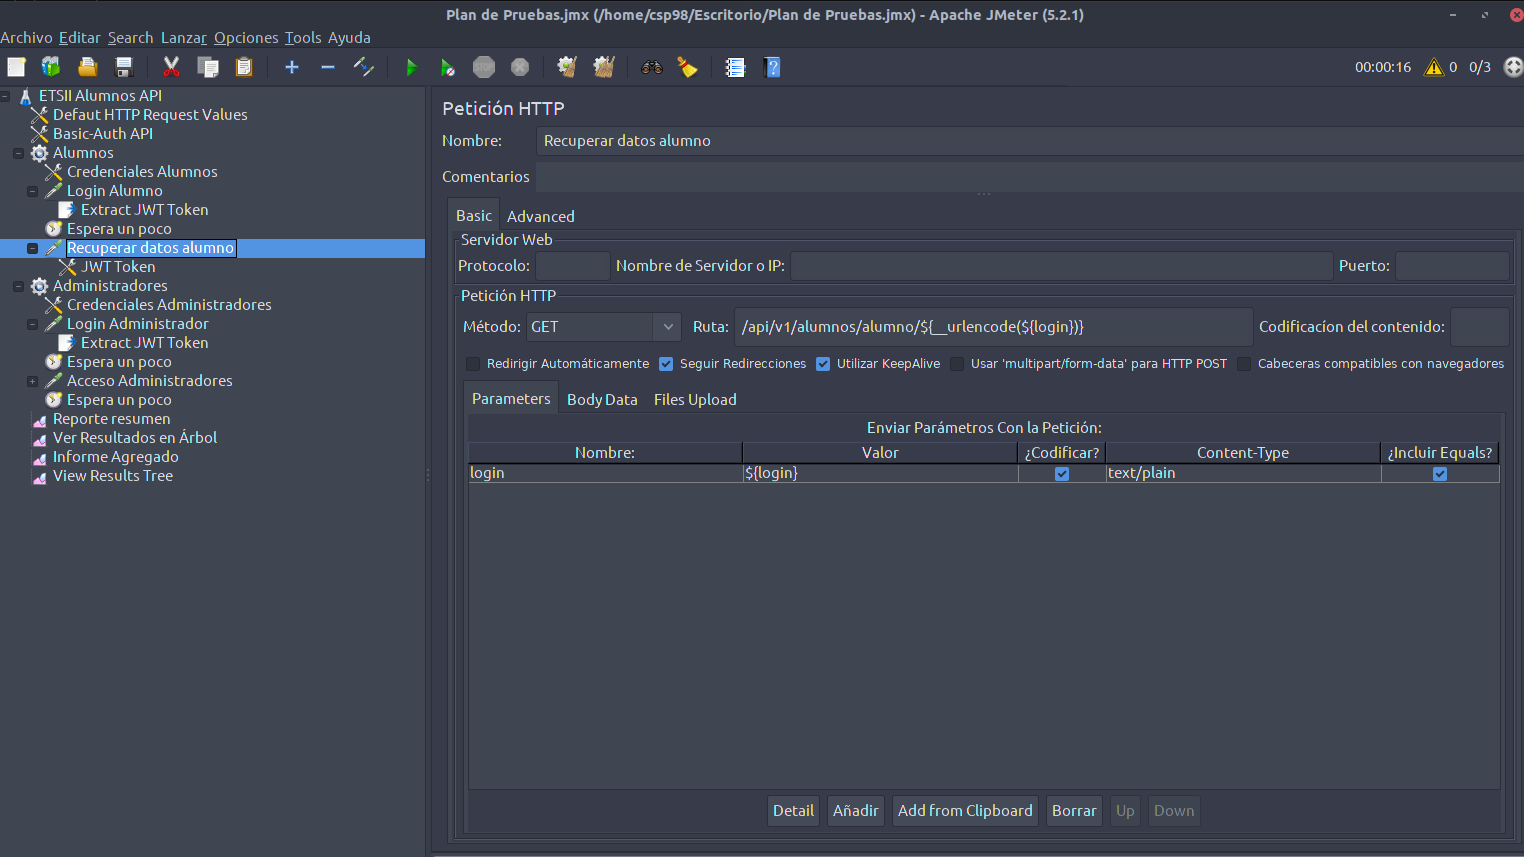 Plan de Pruebas.jmx (/home/csp98/Escritorio/Plan de Pruebas.jmx) - Apache JMeter (5.2.1)
Archivo Editar Search Lanzar Opciones Tools Ayuda
STOP
00:00:16 0 0/3
ETSII Alumnos API
Defaut HTTP Request Values
Basic-Auth API
Alumnos
Credenciales Alumnos
Login Alumno
Extract JWT Token
Espera un poco
Recuperar datos alumno
JWT Token
Administradores
Credenciales Administradores
Login Administrador
Extract JWT Token
Espera un poco
Acceso Administradores
Espera un poco
Reporte resumen
Ver Resultados en Árbol
Informe Agregado
View Results Tree
Petición HTTP
Nombre: Recuperar datos alumno
Comentarios
Basic Advanced
Servidor Web
Protocolo: Nombre de Servidor o IP: Puerto:
Petición HTTP
Método: GET Ruta: /api/v1/alumnos/alumno/${__urlencode(${login})} Codificacíon del contenido:
Redirigir Automáticamente Seguir Redirecciones Utilizar KeepAlive Usar 'multipart/form-data' para HTTP POST Cabeceras compatibles con navegadores
Parameters Body Data Files Upload
Enviar Parámetros Con la Petición:
Nombre: Valor ¿Codificar? Content-Type ¿Incluir Equals?
login ${login} text/plain
Detail Añadir Add from Clipboard Borrar Up Down